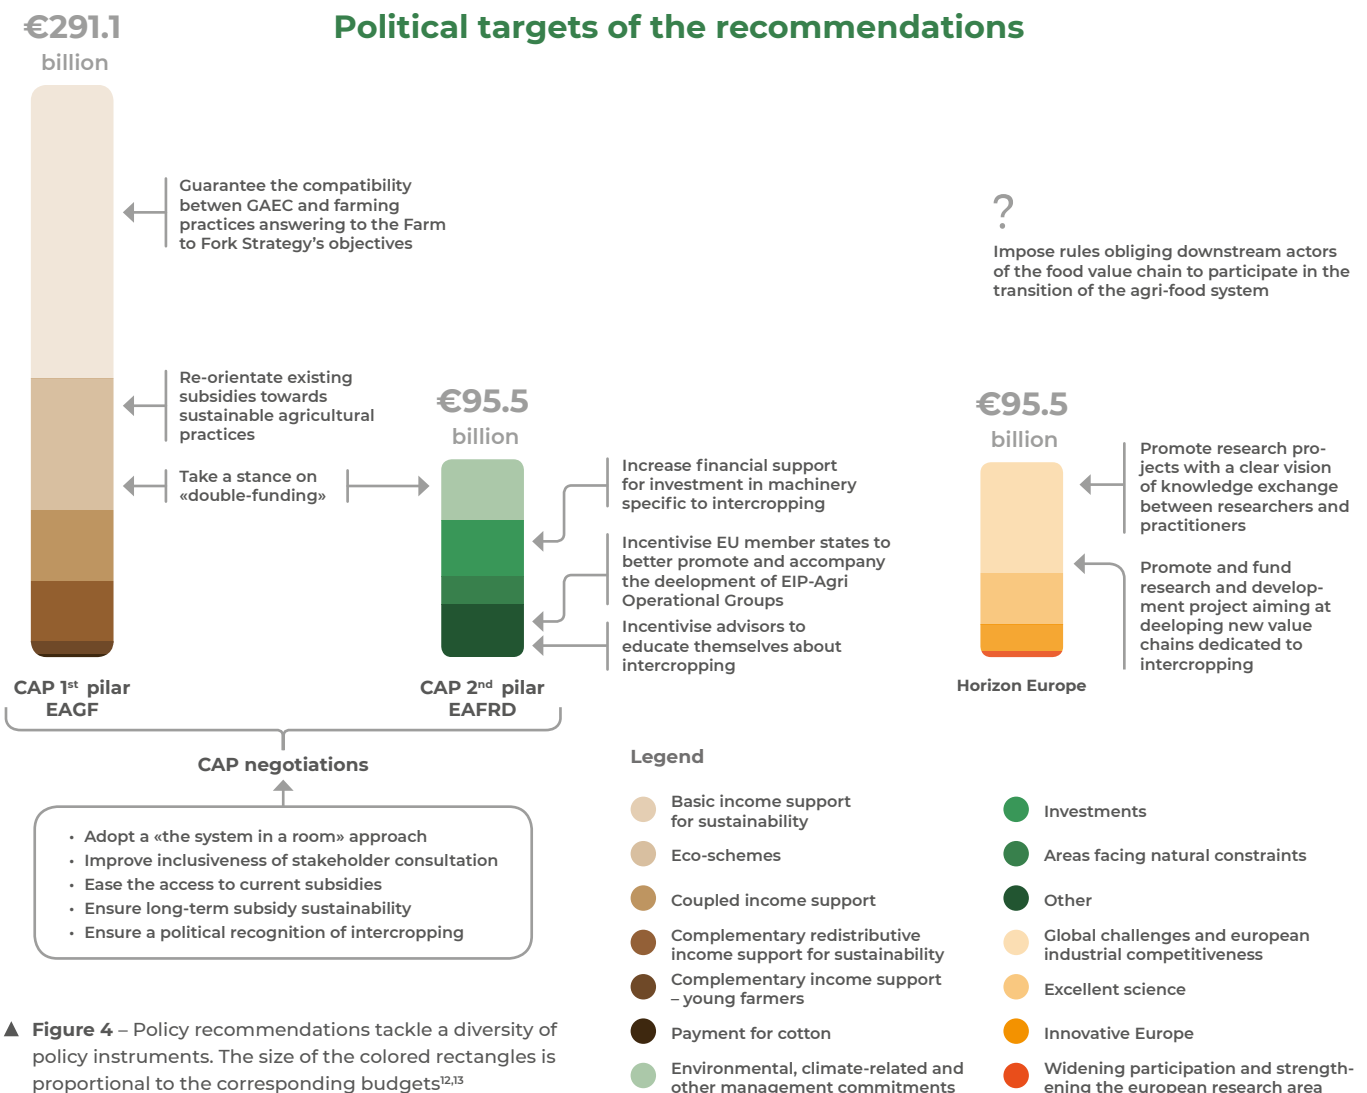 Political targets of the recommendations
€291.1
billion
Guarantee the compatibility
betwen GAEC and farming
practices answering to the Farm
to Fork Strategy’s objectives
?
Impose rules obliging downstream actors
of the food value chain to participate in the
transition of the agri-food system
Re-orientate existing
subsidies towards
sustainable agricultural
practices
Take a stance on
«double-funding»
€95.5
billion
Increase financial support
for investment in machinery
specific to intercropping
Incentivise EU member states to
better promote and accompany
the deelopment of EIP-Agri
Operational Groups
Incentivise advisors to
educate themselves about
intercropping
€95.5
billion
Promote research pro-
jects with a clear vision
of knowledge exchange
between researchers and
practitioners
Promote and fund
research and develop-
ment project aiming at
deeloping new value
chains dedicated to
intercropping
CAP 1st pilar
EAGF
CAP 2nd pilar
EAFRD
Horizon Europe
CAP negotiations
• Adopt a «the system in a room» approach
• Improve inclusiveness of stakeholder consultation
• Ease the access to current subsidies
• Ensure long-term subsidy sustainability
• Ensure a political recognition of intercropping
Legend
Basic income support
for sustainability
Eco-schemes
Coupled income support
Complementary redistributive
income support for sustainability
Complementary income support
– young farmers
Payment for cotton
Environmental, climate-related and
other management commitments
Investments
Areas facing natural constraints
Other
Global challenges and european
industrial competitiveness
Excellent science
Innovative Europe
Widening participation and strength-
ening the european research area
▲ Figure 4 – Policy recommendations tackle a diversity of
policy instruments. The size of the colored rectangles is
proportional to the corresponding budgets12,13